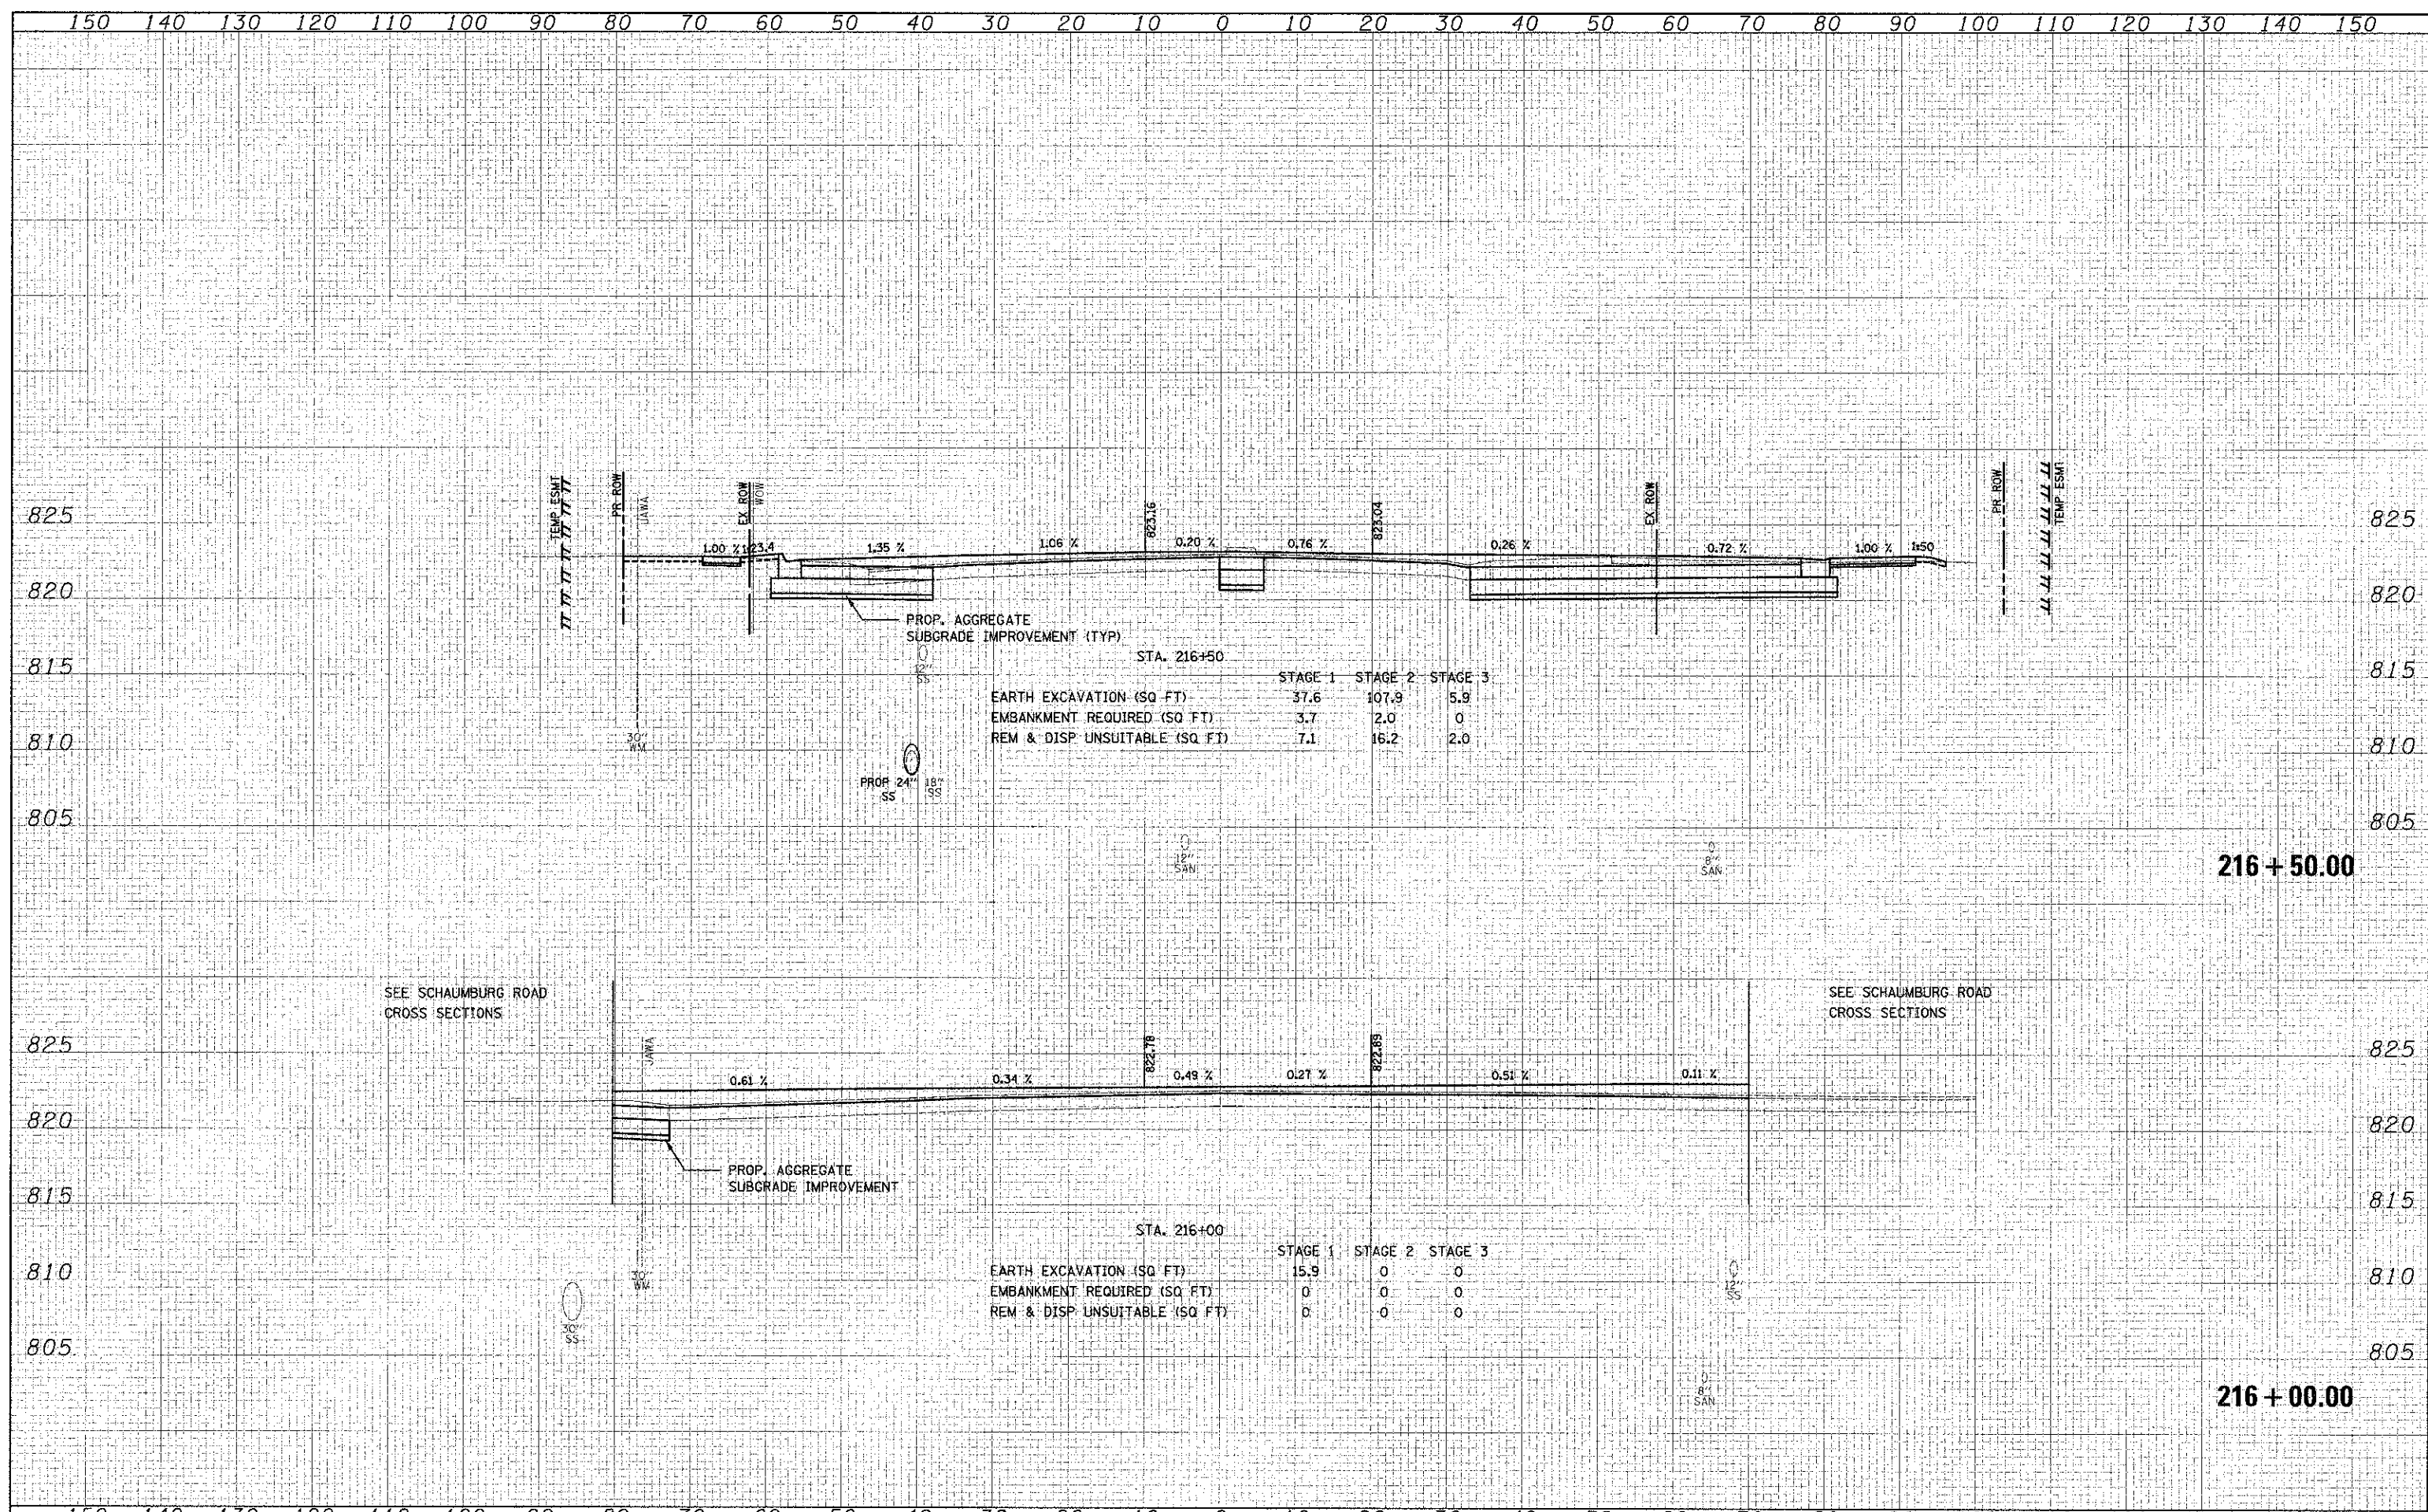 150 140 130 120 110 100 90 80 70 60 50 40 30 20 10 0 10 20 30 40 50 60 70 80 90 100 110 120 130 140 150
TEMP ESMT
PR ROW
UAWA
EX ROW
WOW
823.16
823.04
EX ROW
PR ROW
TEMP ESMT
825 825
1.00 % 1:23.4 1.35 % 1.06 % 0.20 % 0.76 % 0.26 % 0.72 % 1.00 % 1:50
820 820
PROP. AGGREGATE
SUBGRADE IMPROVEMENT (TYP)
815 815
12"
SS
STA. 216+50
STAGE 1 STAGE 2 STAGE 3
EARTH EXCAVATION (SQ FT) 37.6 107.9 5.9
EMBANKMENT REQUIRED (SQ FT) 3.7 2.0 0
REM & DISP UNSUITABLE (SQ FT) 7.1 16.2 2.0
810 810
30"
WM
PROP 24" 18"
SS SS
805 805
12"
SAN
8"
SAN
216 + 50.00
SEE SCHAUMBURG ROAD
CROSS SECTIONS
SEE SCHAUMBURG ROAD
CROSS SECTIONS
UAWA
822.78
822.89
825 825
0.61 % 0.34 % 0.49 % 0.27 % 0.51 % 0.11 %
820 820
PROP. AGGREGATE
SUBGRADE IMPROVEMENT
815 815
STA. 216+00
STAGE 1 STAGE 2 STAGE 3
EARTH EXCAVATION (SQ FT) 15.9 0 0
EMBANKMENT REQUIRED (SQ FT) 0 0 0
REM & DISP UNSUITABLE (SQ FT) 0 0 0
810 810
30"
WM
12"
SS
30"
SS
805 805
8"
SAN
216 + 00.00